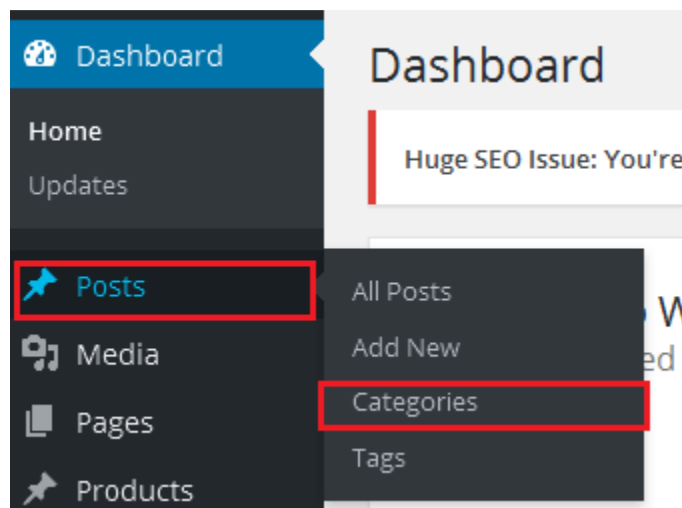 Dashboard
Home
Updates
Posts
Media
Pages
Products
Dashboard
Huge SEO Issue: You're
All Posts
Add New
Categories
Tags
W
ed